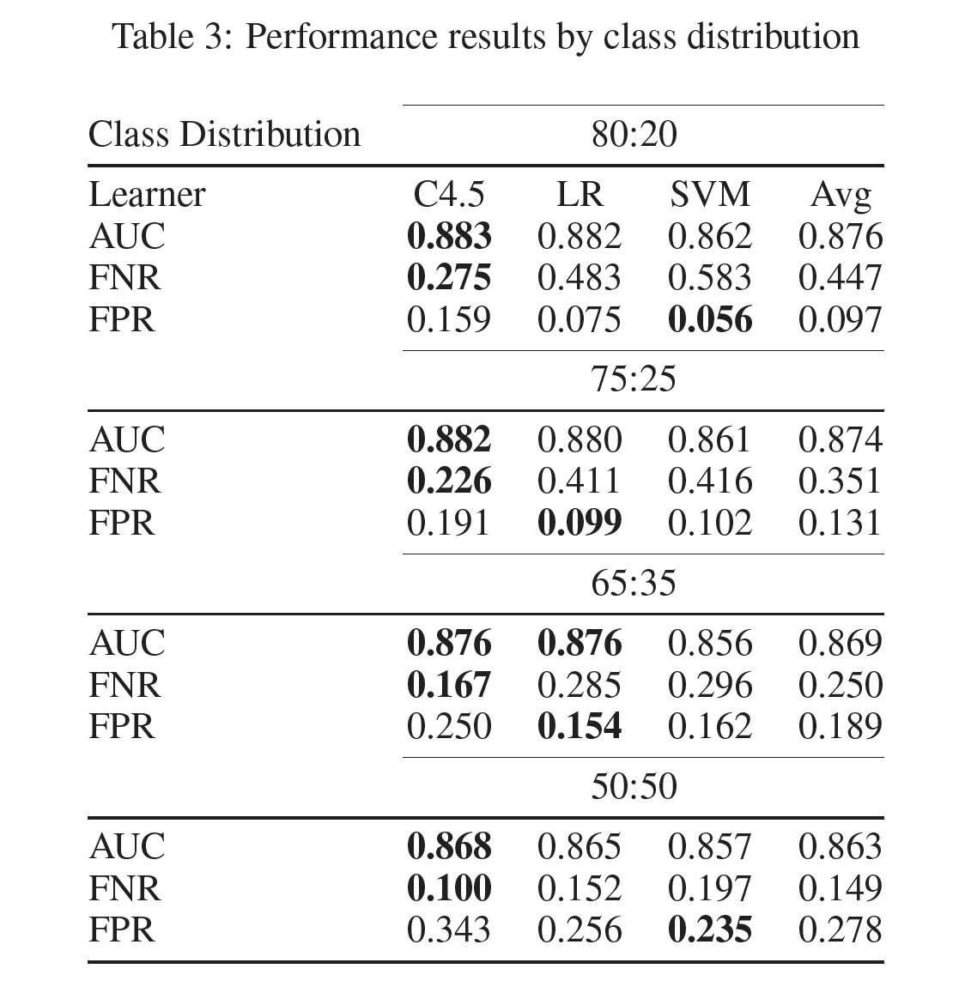 Table 3: Performance results by class distribution
Class Distribution 80:20
Learner C4.5 LR SVM Avg
AUC 0.883 0.882 0.862 0.876
FNR 0.275 0.483 0.583 0.447
FPR 0.159 0.075 0.056 0.097
75:25
AUC 0.882 0.880 0.861 0.874
FNR 0.226 0.411 0.416 0.351
FPR 0.191 0.099 0.102 0.131
65:35
AUC 0.876 0.876 0.856 0.869
FNR 0.167 0.285 0.296 0.250
FPR 0.250 0.154 0.162 0.189
50:50
AUC 0.868 0.865 0.857 0.863
FNR 0.100 0.152 0.197 0.149
FPR 0.343 0.256 0.235 0.278